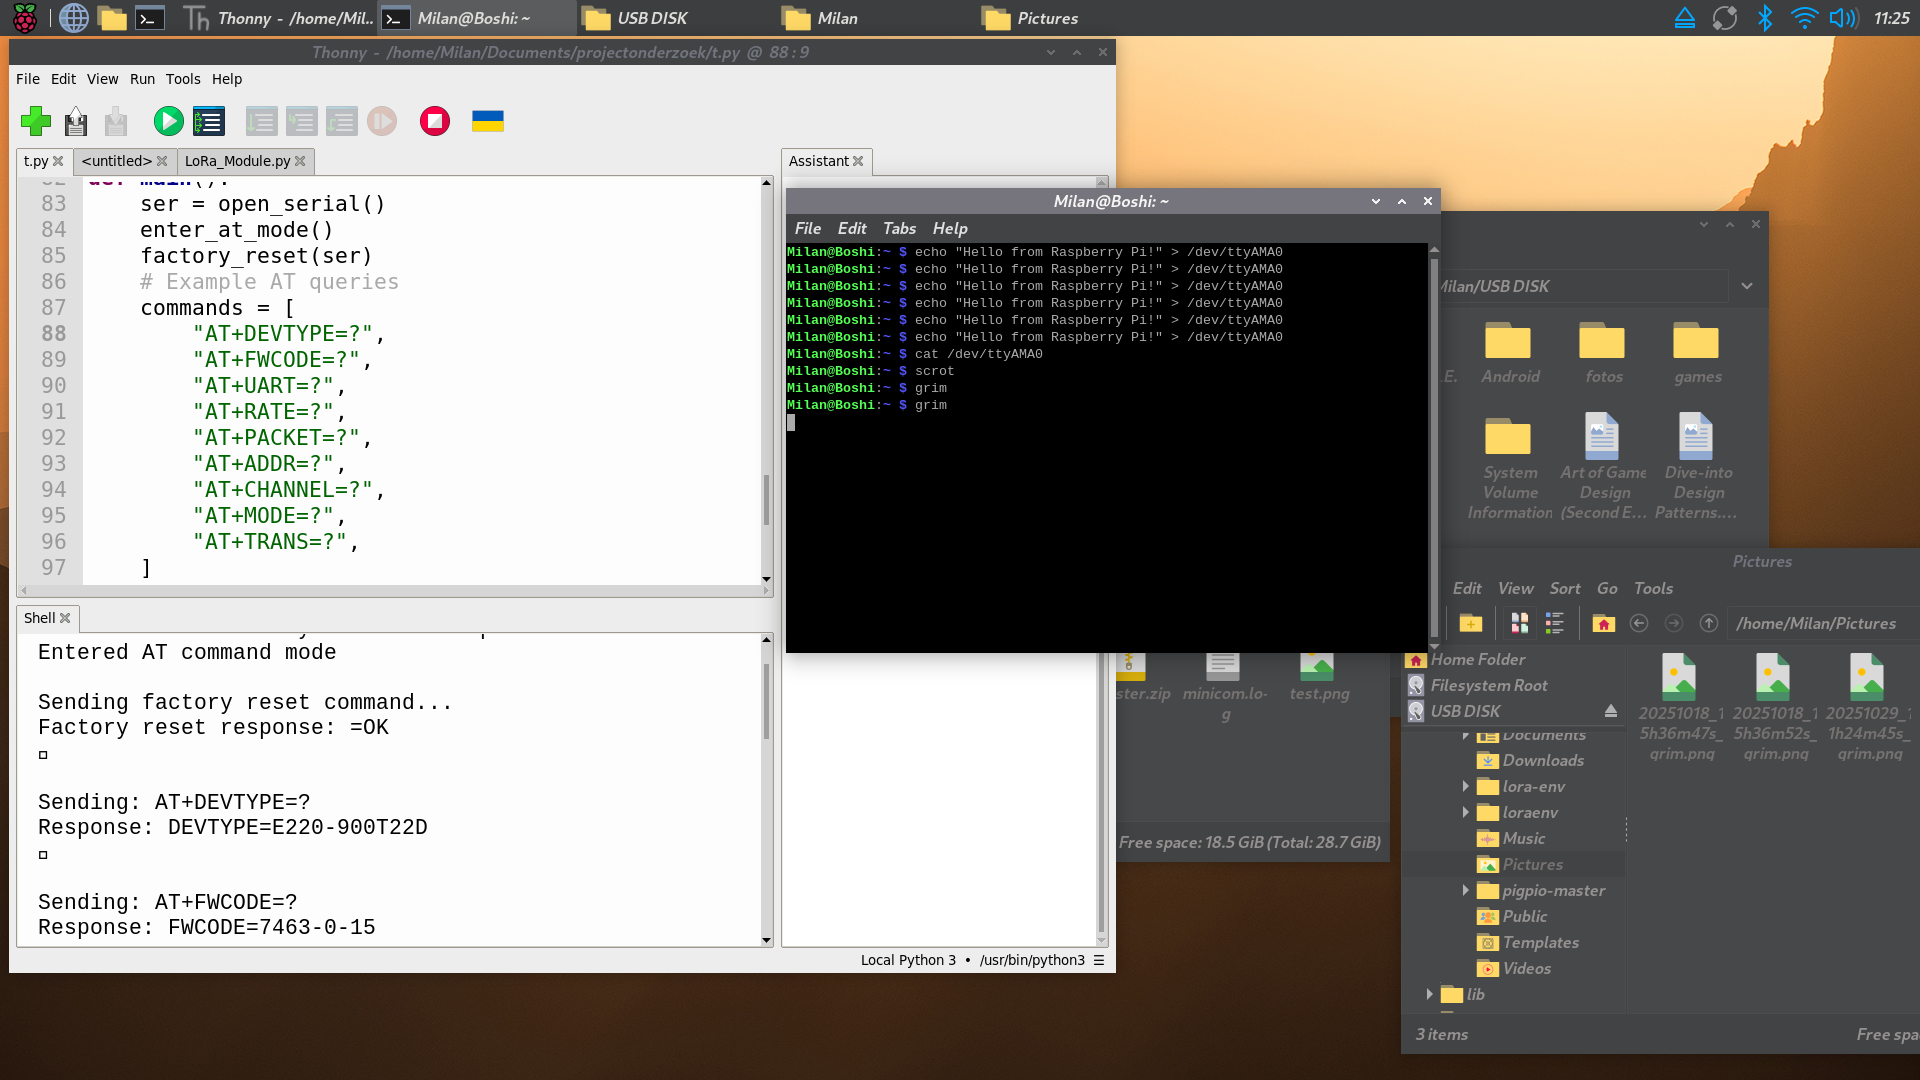 Thonny - /home/Mil..
Milan@Boshi: ~
USB DISK
Milan
Pictures
11:25
Thonny - /home/Milan/Documents/projectonderzoek/t.py @ 88 : 9
File Edit View Run Tools Help
t.py
<untitled>
LoRa_Module.py
83 ser = open_serial()
84 enter_at_mode()
85 factory_reset(ser)
86 # Example AT queries
87 commands = [
88 "AT+DEVTYPE=?",
89 "AT+FWCODE=?",
90 "AT+UART=?",
91 "AT+RATE=?",
92 "AT+PACKET=?",
93 "AT+ADDR=?",
94 "AT+CHANNEL=?",
95 "AT+MODE=?",
96 "AT+TRANS=?",
97 ]
Shell
Entered AT command mode
Sending factory reset command...
Factory reset response: =OK
Sending: AT+DEVTYPE=?
Response: DEVTYPE=E220-900T22D
Sending: AT+FWCODE=?
Response: FWCODE=7463-0-15
Assistant
Local Python 3 • /usr/bin/python3 ☰
Milan@Boshi: ~
File Edit Tabs Help
Milan@Boshi:~ $ echo "Hello from Raspberry Pi!" > /dev/ttyAMA0
Milan@Boshi:~ $ echo "Hello from Raspberry Pi!" > /dev/ttyAMA0
Milan@Boshi:~ $ echo "Hello from Raspberry Pi!" > /dev/ttyAMA0
Milan@Boshi:~ $ echo "Hello from Raspberry Pi!" > /dev/ttyAMA0
Milan@Boshi:~ $ echo "Hello from Raspberry Pi!" > /dev/ttyAMA0
Milan@Boshi:~ $ echo "Hello from Raspberry Pi!" > /dev/ttyAMA0
Milan@Boshi:~ $ cat /dev/ttyAMA0
Milan@Boshi:~ $ scrot
Milan@Boshi:~ $ grim
Milan@Boshi:~ $ grim
Milan/USB DISK
.E.
Android
fotos
games
System
Volume
Information
Art of Game
Design
(Second E...
Dive-into
Design
Patterns....
ster.zip
minicom.lo-
g
test.png
Free space: 18.5 GiB (Total: 28.7 GiB)
Pictures
Edit View Sort Go Tools
/home/Milan/Pictures
Home Folder
Filesystem Root
USB DISK
Documents
Downloads
lora-env
loraenv
Music
Pictures
pigpio-master
Public
Templates
Videos
lib
20251018_1
5h36m47s_
grim.png
20251018_1
5h36m52s_
grim.png
20251029_1
1h24m45s_
grim.png
3 items
Free spa